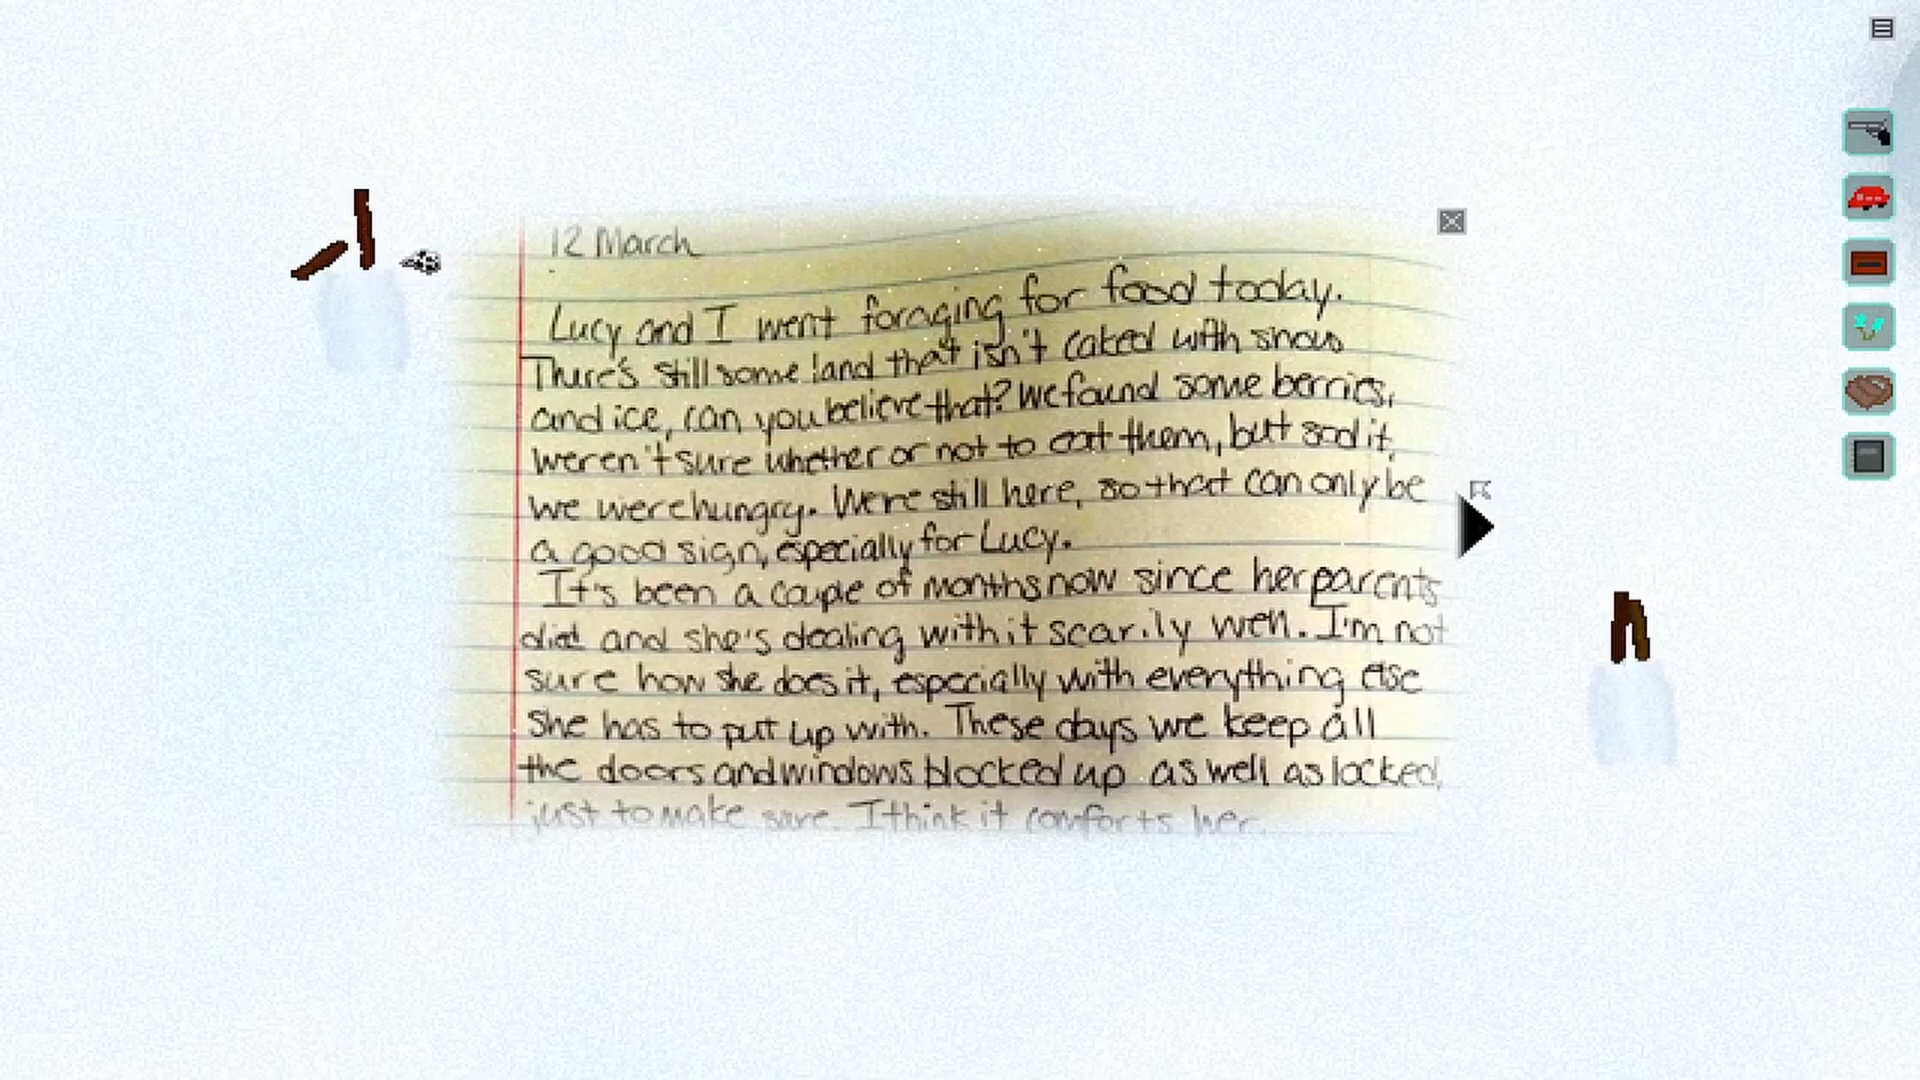 12 March
Lucy and I went foraging for food today.
There's still some land that isn't caked with snow
and ice, can you believe that? We found some berries,
weren't sure whether or not to eat them, but sod it,
we were hungry. We're still here, so that can only be
a good sign, especially for Lucy.
It's been a couple of months now since her parents
died and she's dealing with it scarily well. I'm not
sure how she does it, especially with everything else
she has to put up with. These days we keep all
the doors and windows blocked up as well as locked,
just to make sure. I think it comforts her.